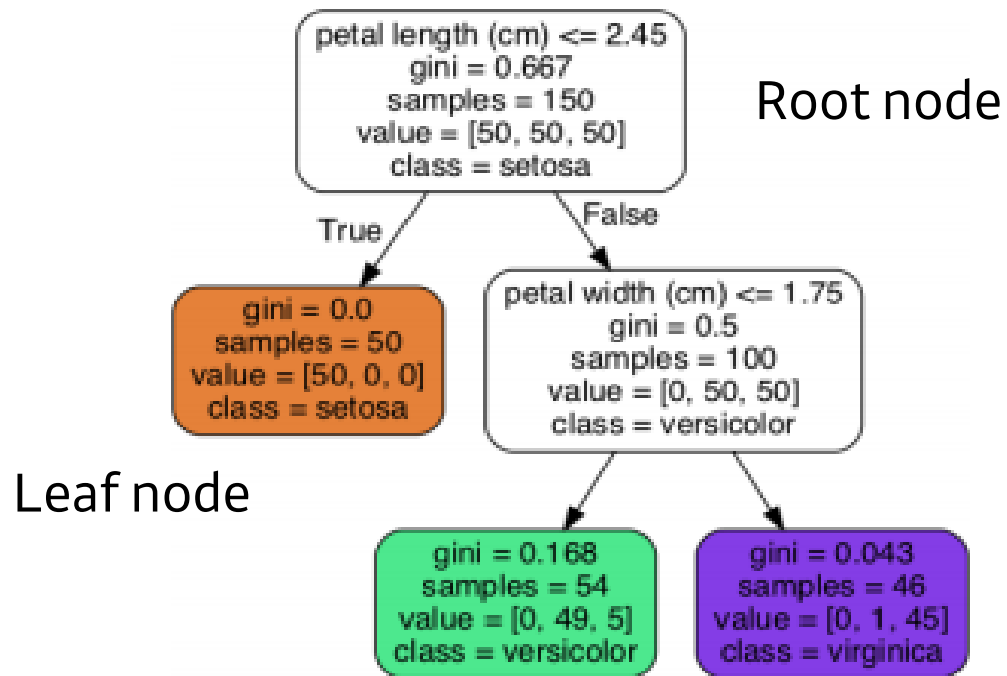 petal length (cm) <= 2.45
gini = 0.667
samples = 150
value = [50, 50, 50]
class = setosa
Root node
True
False
gini = 0.0
samples = 50
value = [50, 0, 0]
class = setosa
petal width (cm) <= 1.75
gini = 0.5
samples = 100
value = [0, 50, 50]
class = versicolor
Leaf node
gini = 0.168
samples = 54
value = [0, 49, 5]
class = versicolor
gini = 0.043
samples = 46
value = [0, 1, 45]
class = virginica